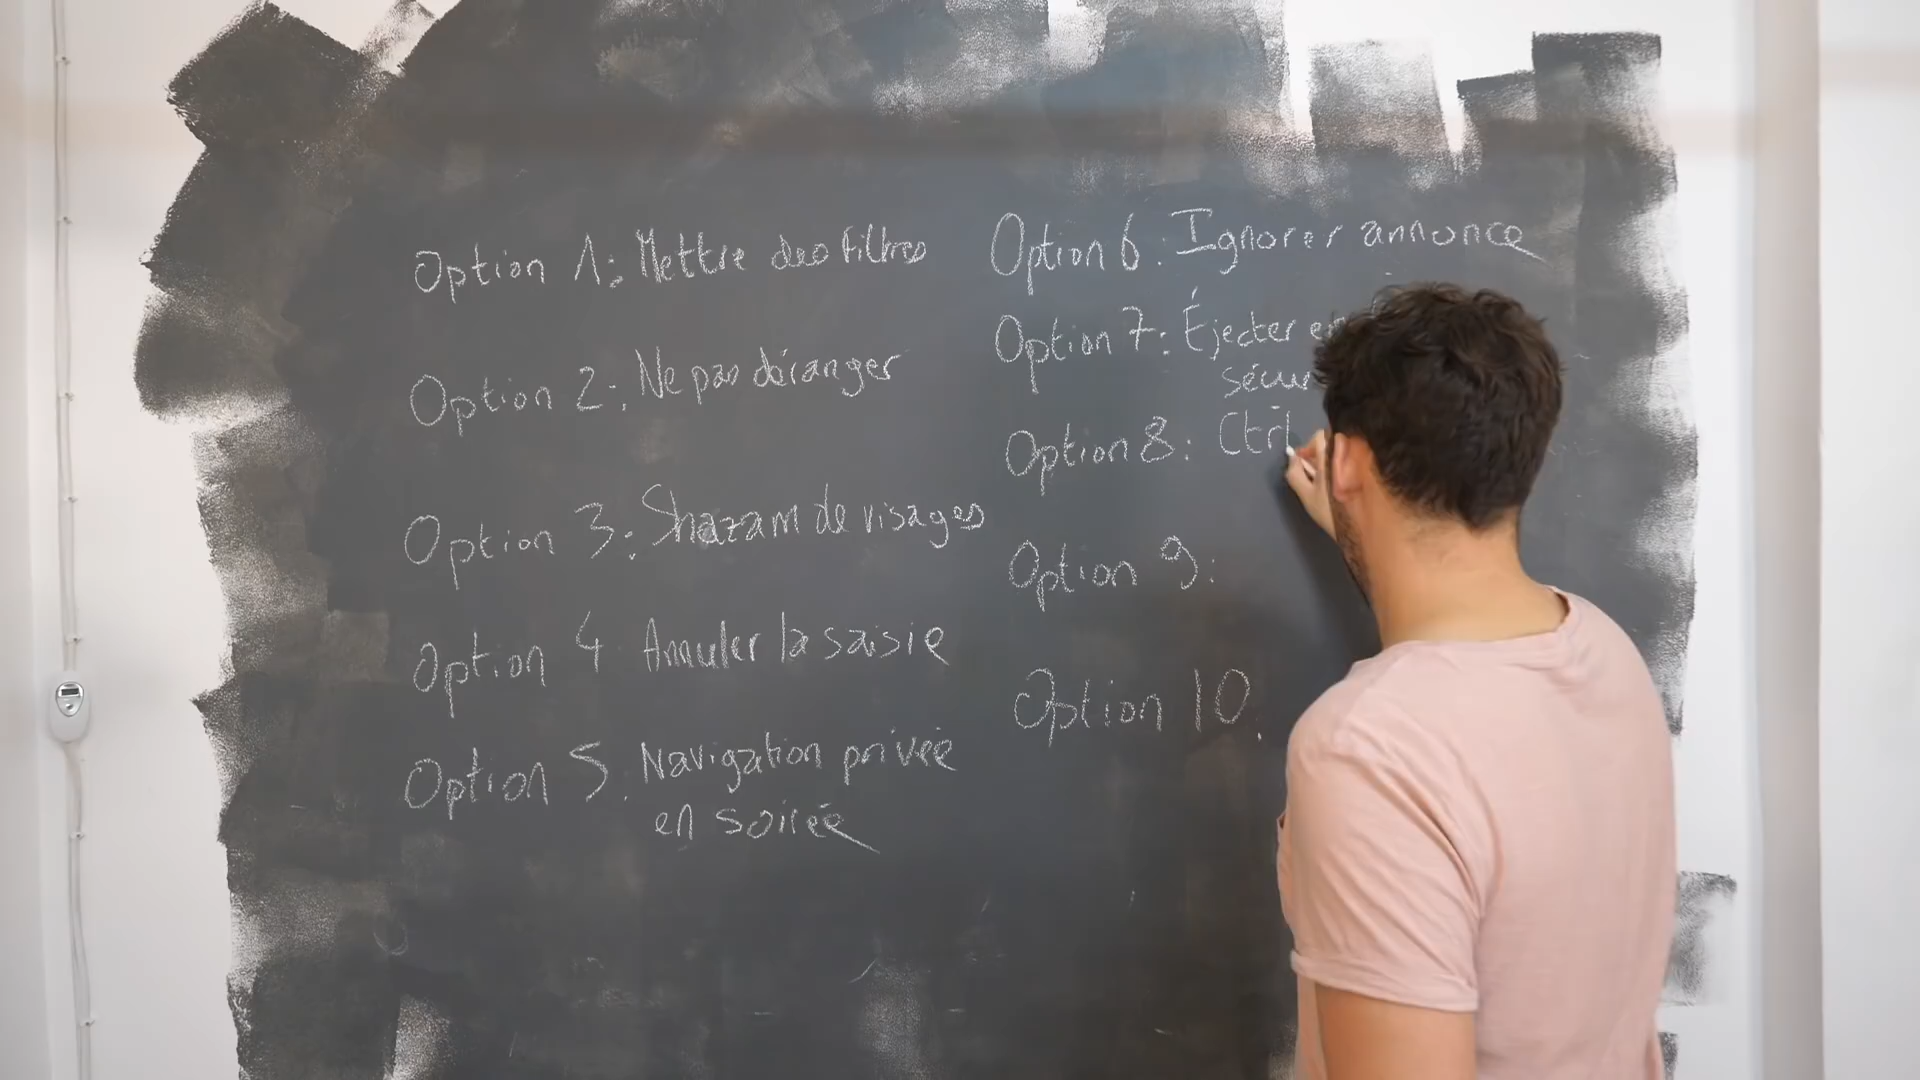 Option 1: Mettre des filtres
Option 2: Ne pas déranger
Option 3: Shazam de visages
Option 4 Annuler la saisie
Option 5. Navigation privée
en soirée
Option 6: Ignorer annonce
Option 7: Éjecter en
sécur
Option 8: Ctrl
Option 9:
Option 10: